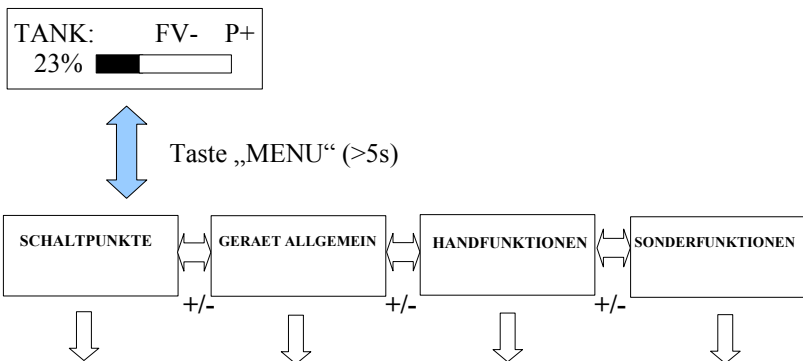 TANK: FV- P+
23%
Taste „MENU“ (>5s)
SCHALTPUNKTE
GERAET ALLGEMEIN
HANDFUNKTIONEN
SONDERFUNKTIONEN
+/-
+/-
+/-